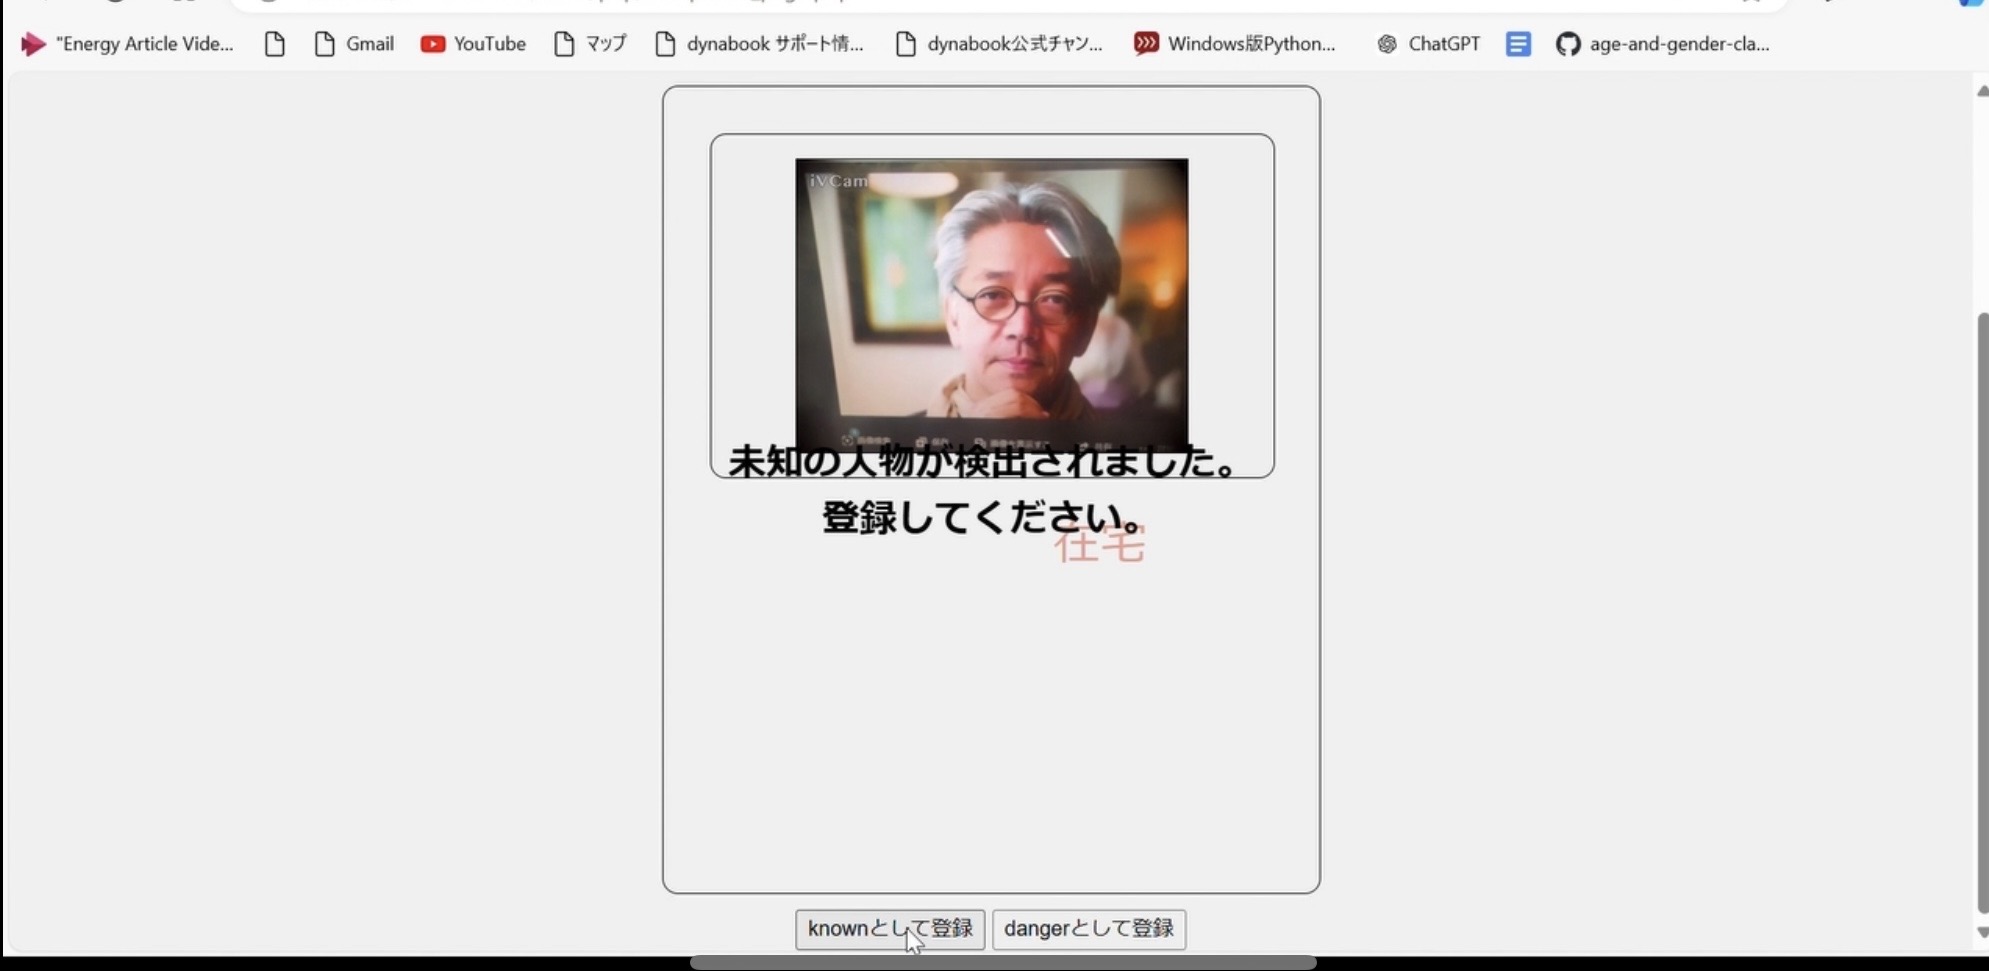 "Energy Article Vide...
Gmail
YouTube
マップ
dynabook サポート情...
dynabook公式チャン...
Windows版Python...
ChatGPT
age-and-gender-cla...
iVCam
未知の人物が検出されました。
登録してください。
在宅
knownとして登録
dangerとして登録